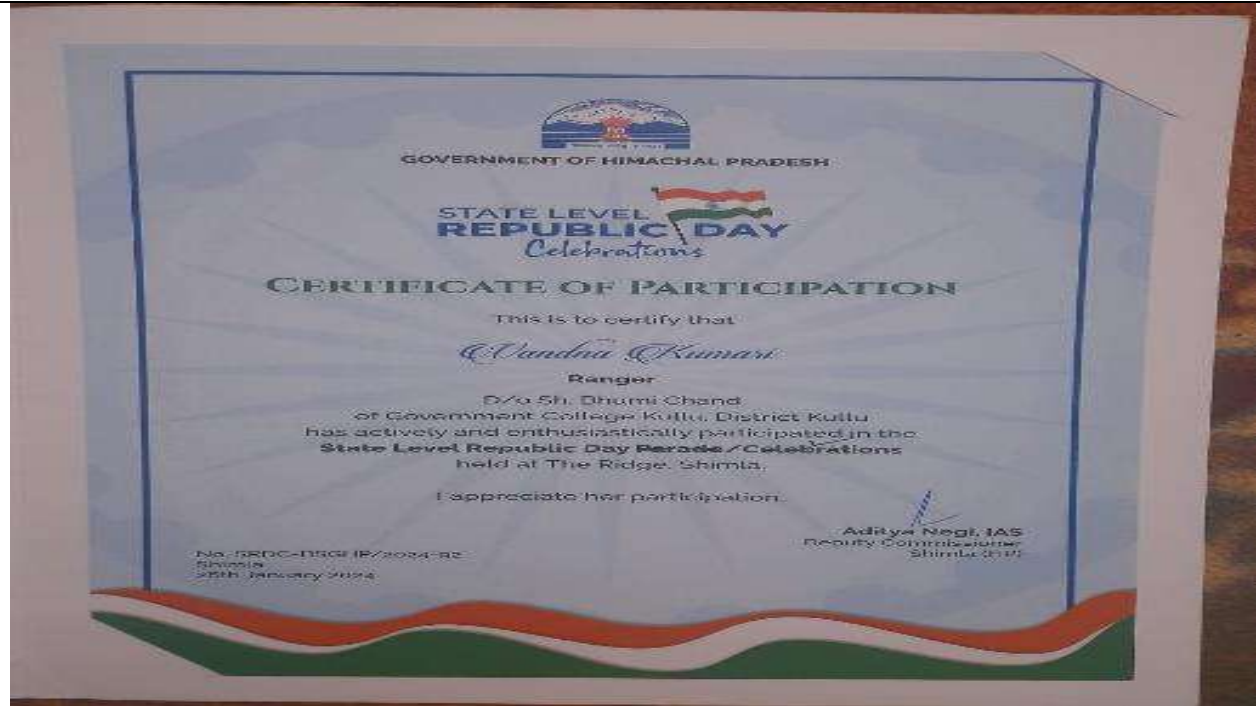 GOVERNMENT OF HIMACHAL PRADESH
STATE LEVEL
REPUBLIC DAY
Celebrations
CERTIFICATE OF PARTICIPATION
This is to certify that
Vandna Kumari
Ranger
D/o Sh. Dhumi Chand
of Government College Kullu, District Kullu
has actively and enthusiastically participated in the
State Level Republic Day Parade/Celebrations
held at The Ridge, Shimla.
I appreciate her participation.
Aditya Negi, IAS
Deputy Commissioner
Shimla (H.P.)
Shimla
26th January 2024